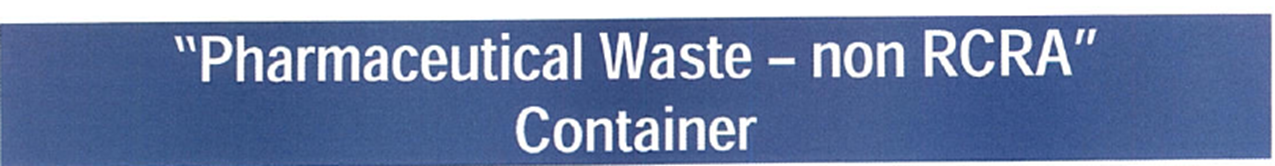 “Pharmaceutical Waste – non RCRA”
Container